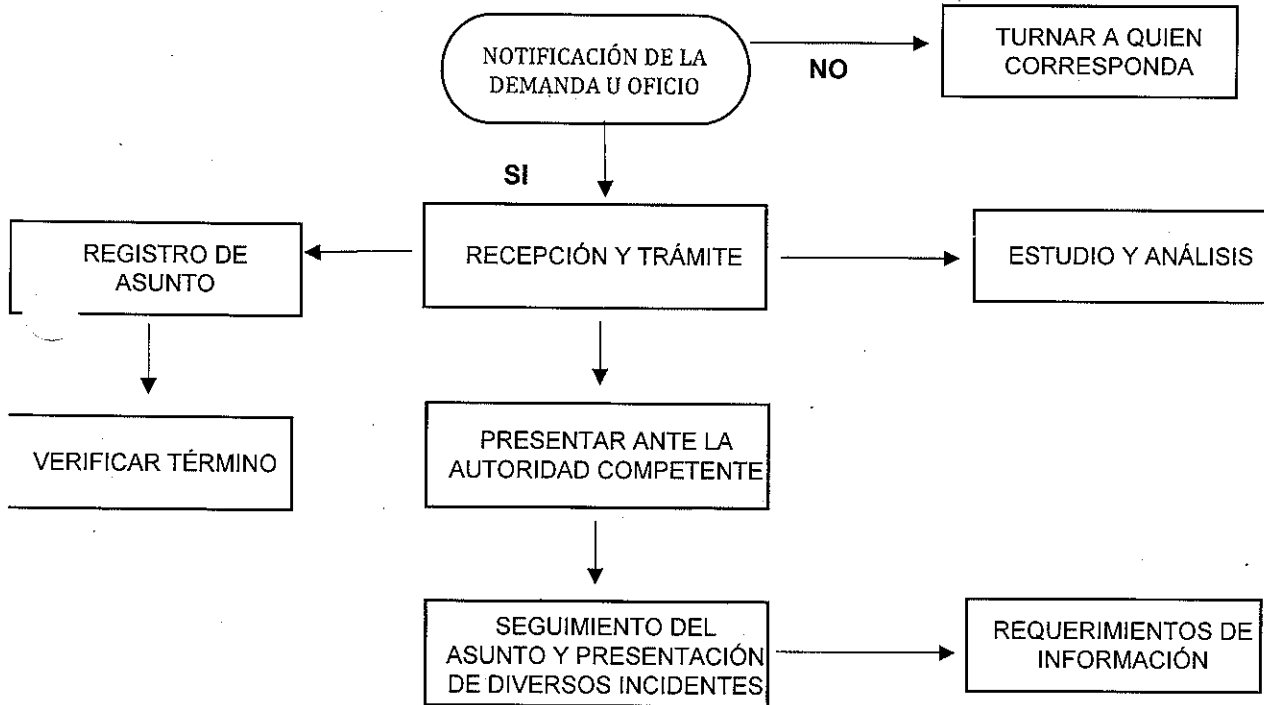 NOTIFICACIÓN DE LA
DEMANDA U OFICIO
NO
TURNAR A QUIEN
CORRESPONDA
SI
REGISTRO DE
ASUNTO
RECEPCIÓN Y TRÁMITE
ESTUDIO Y ANÁLISIS
VERIFICAR TÉRMINO
PRESENTAR ANTE LA
AUTORIDAD COMPETENTE
SEGUIMIENTO DEL
ASUNTO Y PRESENTACIÓN
DE DIVERSOS INCIDENTES
REQUERIMIENTOS DE
INFORMACIÓN